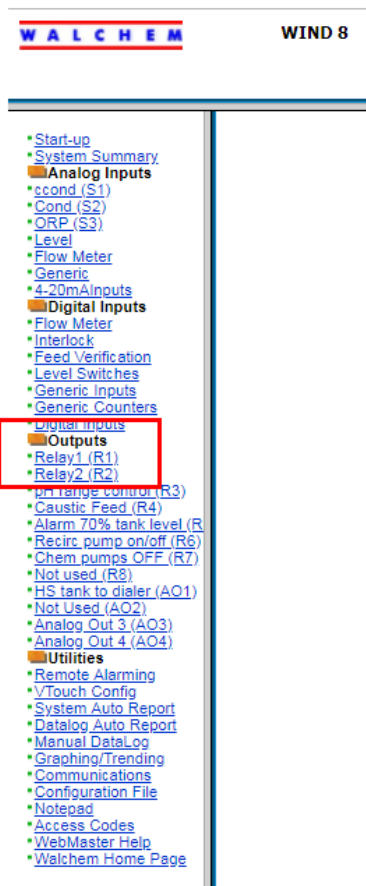 WALCHEM
WIND 8
Start-up
System Summary
Analog Inputs
ccond (S1)
Cond (S2)
ORP (S3)
Level
Flow Meter
Generic
4-20mAInputs
Digital Inputs
Flow Meter
Interlock
Feed Verification
Level Switches
Generic Inputs
Generic Counters
Digital Inputs
Outputs
Relay1 (R1)
Relay2 (R2)
pH range control (R3)
Caustic Feed (R4)
Alarm 70% tank level (R
Recirc pump on/off (R6)
Chem pumps OFF (R7)
Not used (R8)
HS tank to dialer (AO1)
Not Used (AO2)
Analog Out 3 (AO3)
Analog Out 4 (AO4)
Utilities
Remote Alarming
VTouch Config
System Auto Report
Datalog Auto Report
Manual DataLog
Graphing/Trending
Communications
Configuration File
Notepad
Access Codes
WebMaster Help
Walchem Home Page